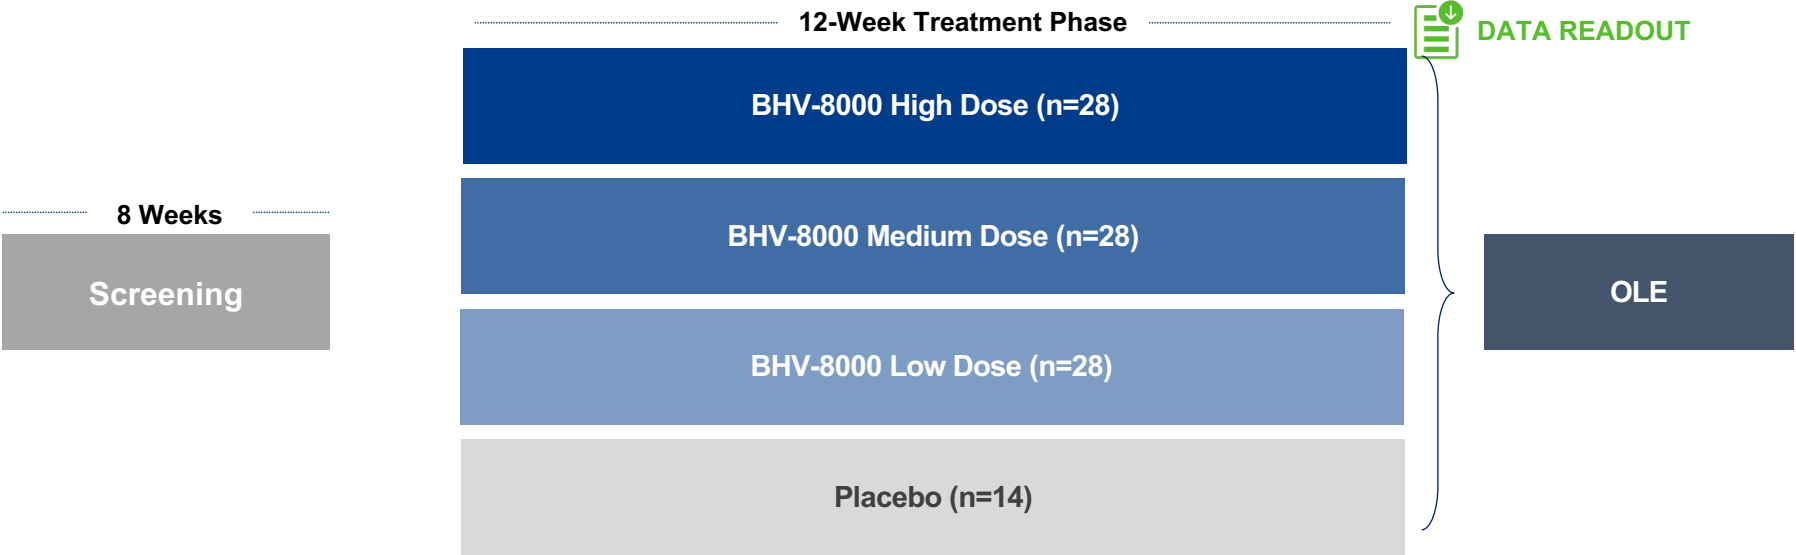 12-Week Treatment Phase
DATA READOUT
BHV-8000 High Dose (n=28)
8 Weeks
BHV-8000 Medium Dose (n=28)
Screening
OLE
BHV-8000 Low Dose (n=28)
Placebo (n=14)